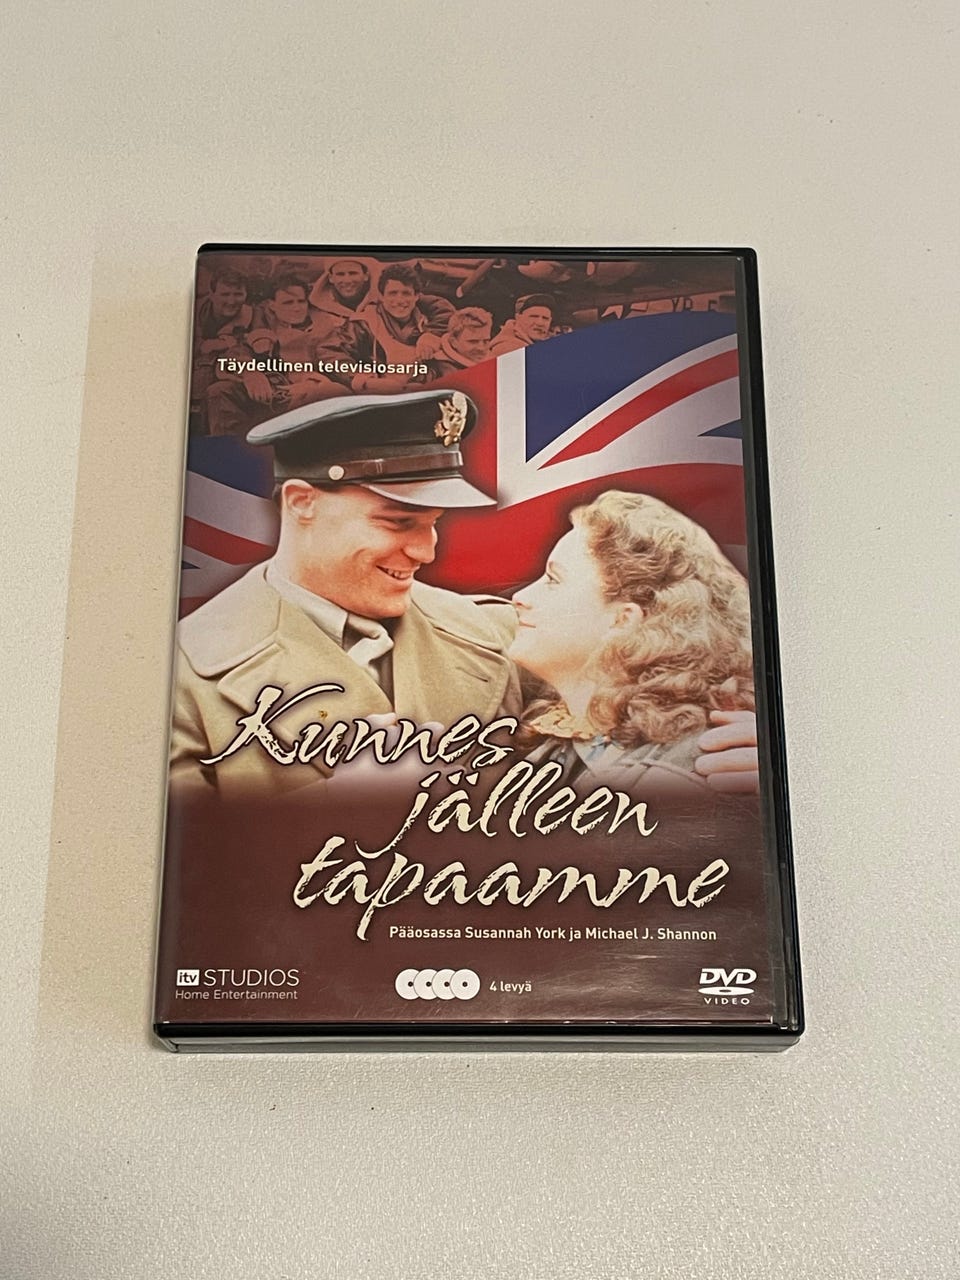 Täydellinen televisiosarja
Kunnes
jälleen
tapaamme
Pääosassa Susannah York ja Michael J. Shannon
itv STUDIOS
Home Entertainment
4 levyä
DVD
VIDEO